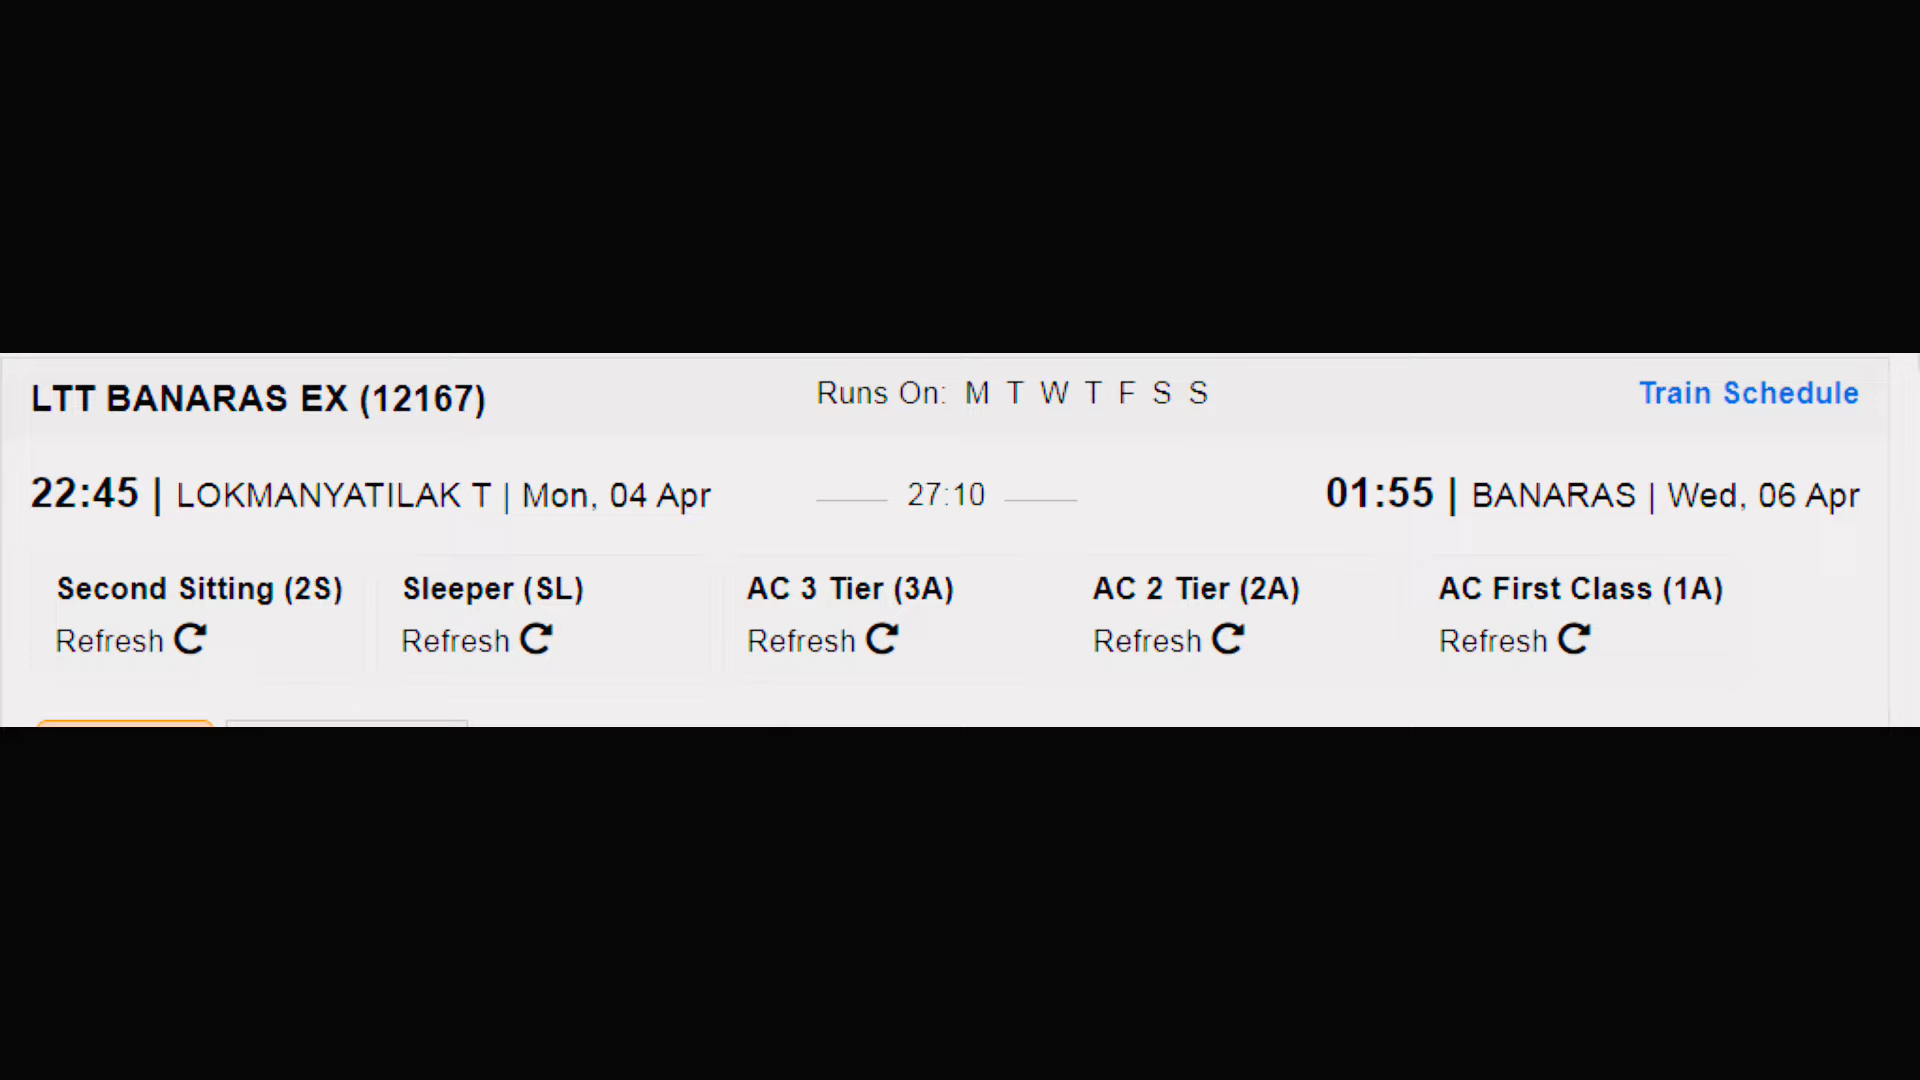 LTT BANARAS EX (12167) Runs On: M T W T F S S Train Schedule
22:45 | LOKMANYATILAK T | Mon, 04 Apr 27:10 01:55 | BANARAS | Wed, 06 Apr
Second Sitting (2S) Sleeper (SL) AC 3 Tier (3A) AC 2 Tier (2A) AC First Class (1A)
Refresh Refresh Refresh Refresh Refresh